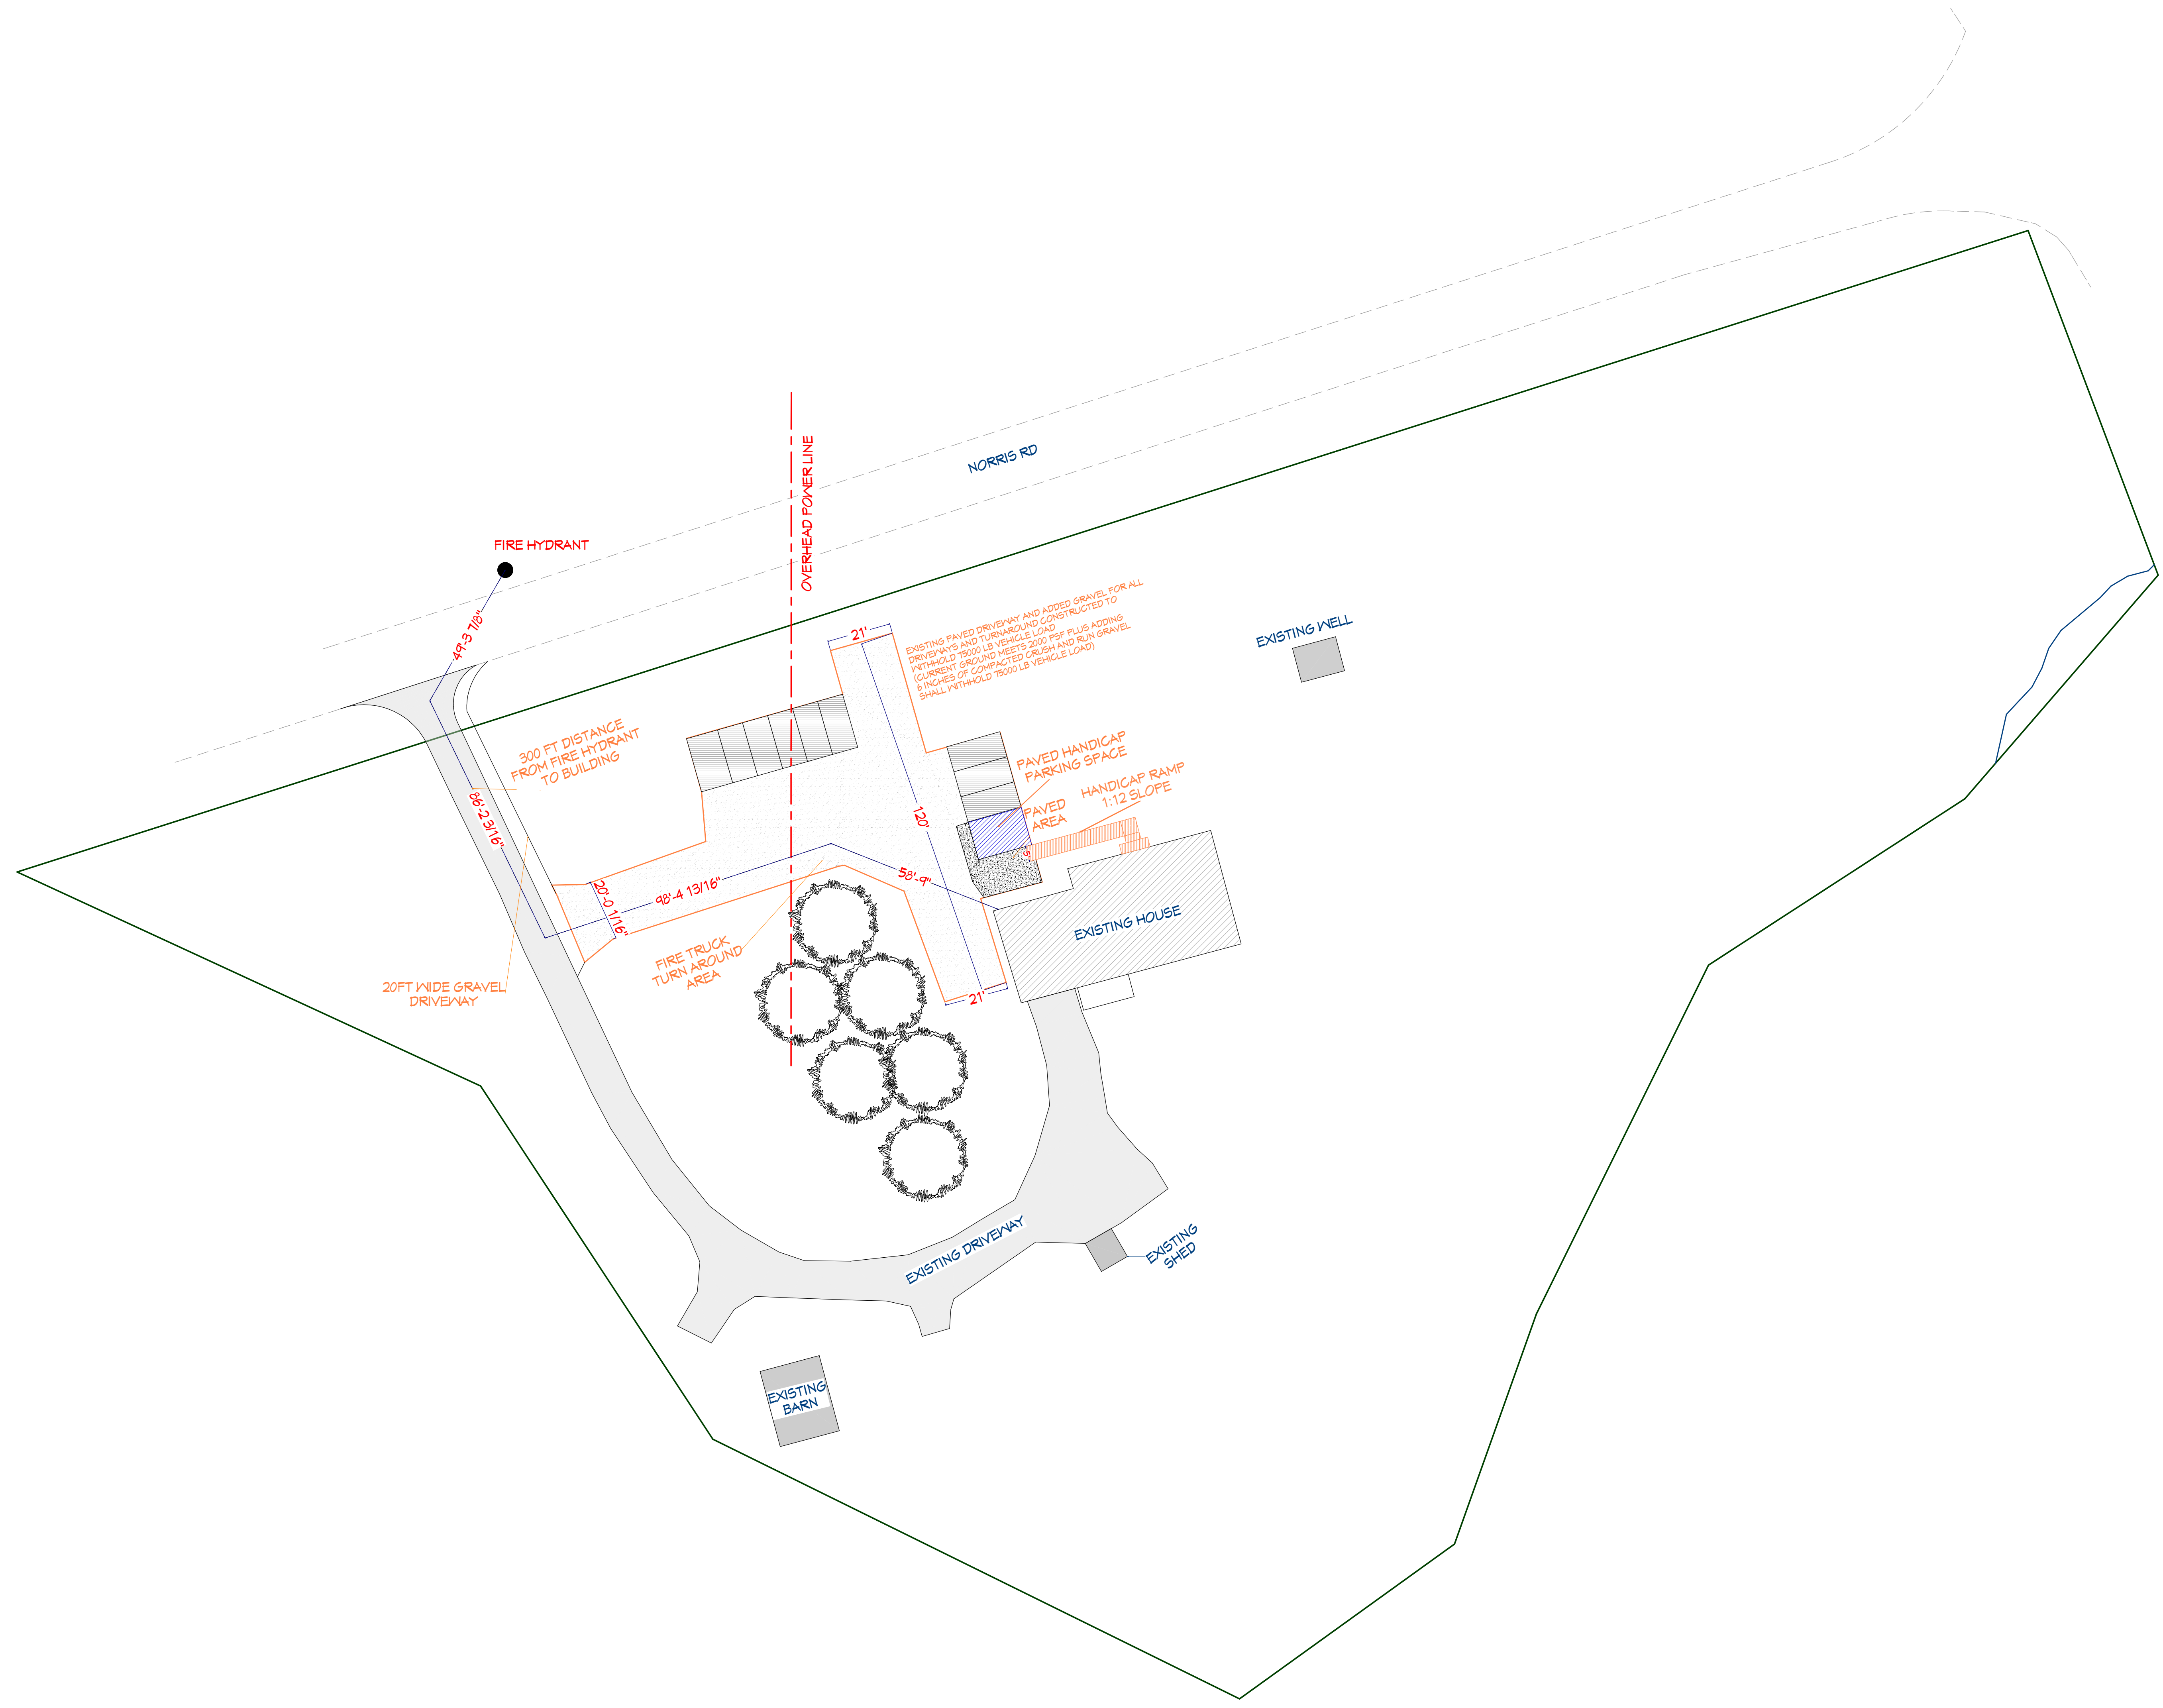 NORRIS RD
OVERHEAD POWER LINE
FIRE HYDRANT
49'-3 7/8"
21'
EXISTING PAVED DRIVEWAY AND ADDED GRAVEL FOR ALL
DRIVEWAYS AND TURNAROUND CONSTRUCTED TO
WITHHOLD 75000 LB VEHICLE LOAD
(CURRENT GROUND MEETS 2000 PSF PLUS ADDING
6 INCHES OF COMPACTED CRUSH AND RUN GRAVEL
SHALL WITHHOLD 75000 LB VEHICLE LOAD)
EXISTING WELL
300 FT DISTANCE
FROM FIRE HYDRANT
TO BUILDING
86'-2 3/16"
PAVED HANDICAP
PARKING SPACE
HANDICAP RAMP
1:12 SLOPE
PAVED
AREA
120'
5'
58'-9"
98'-4 13/16"
20'-0 1/16"
EXISTING HOUSE
FIRE TRUCK
TURN AROUND
AREA
20FT WIDE GRAVEL
DRIVEWAY
21'
EXISTING DRIVEWAY
EXISTING
SHED
EXISTING
BARN